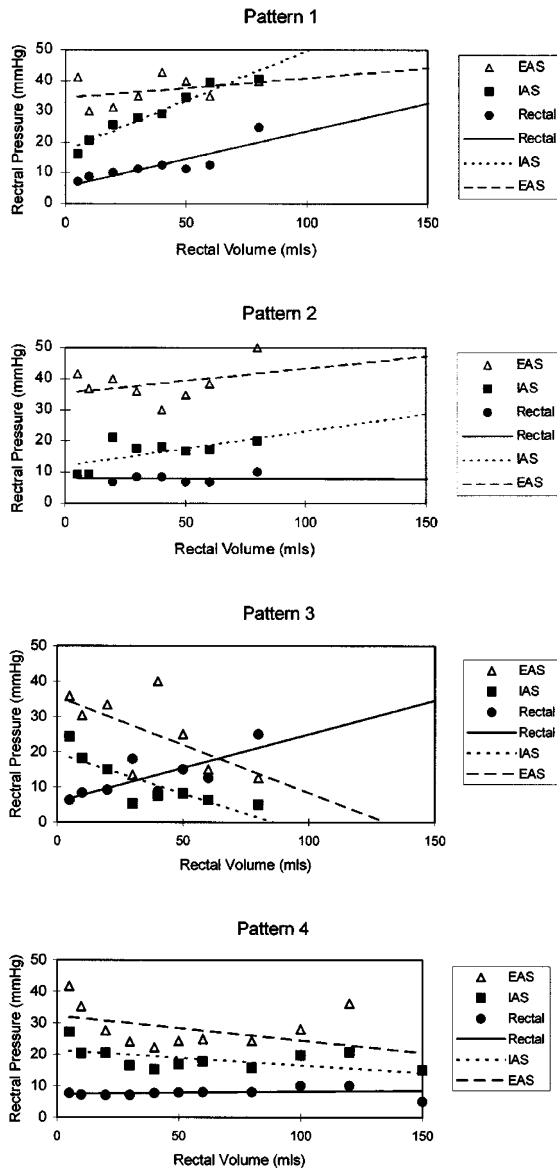 Pattern 1
50
40
30
20
10
0
0
50
100
150
Rectral Pressure (mmHg)
Rectal Volume (mls)
EAS
IAS
Rectal
Rectal
IAS
EAS
Pattern 2
50
40
30
20
10
0
0
50
100
150
Rectral Pressure (mmHg)
Rectal Volume (mls)
EAS
IAS
Rectal
Rectal
IAS
EAS
Pattern 3
50
40
30
20
10
0
0
50
100
150
Rectral Pressure (mmHg)
Rectal Volume (mls)
EAS
IAS
Rectal
Rectal
IAS
EAS
Pattern 4
50
40
30
20
10
0
0
50
100
150
Rectral Pressure (mmHg)
Rectal Volume (mls)
EAS
IAS
Rectal
Rectal
IAS
EAS